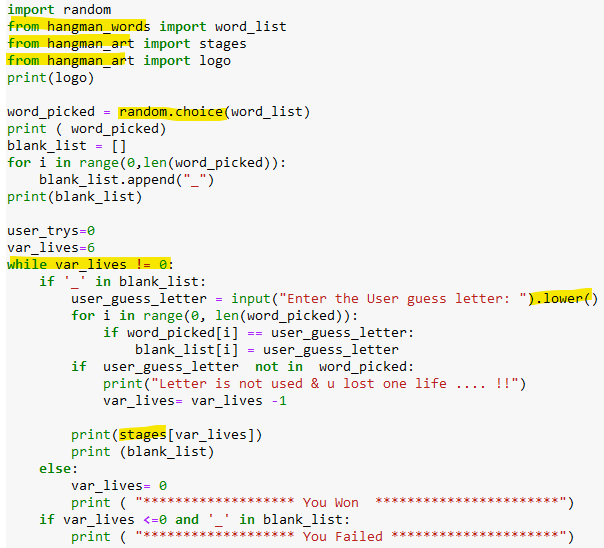 import random
from hangman_words import word_list
from hangman_art import stages
from hangman_art import logo
print(logo)

word_picked = random.choice(word_list)
print ( word_picked)
blank_list = []
for i in range(0,len(word_picked)):
    blank_list.append("_")
print(blank_list)

user_trys=0
var_lives=6
while var_lives != 0:
    if '_' in blank_list:
        user_guess_letter = input("Enter the User guess letter: ").lower()
        for i in range(0, len(word_picked)):
            if word_picked[i] == user_guess_letter:
                blank_list[i] = user_guess_letter
        if  user_guess_letter  not in  word_picked:
            print("Letter is not used & u lost one life .... !!")
            var_lives= var_lives -1

        print(stages[var_lives])
        print (blank_list)
    else:
        var_lives= 0
        print ( "******************* You Won  ***********************")
    if var_lives <=0 and '_' in blank_list:
        print ( "******************* You Failed *********************")